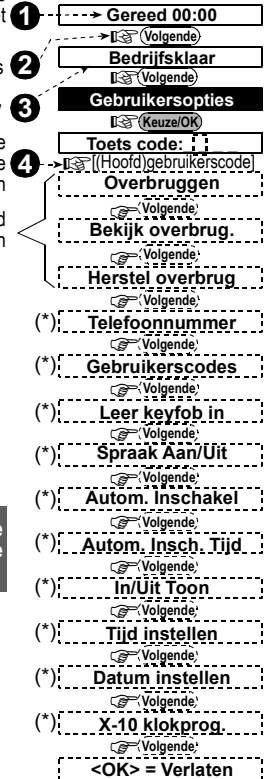 et 1 Gereed 00:00
Volgende
s 2 Bedrijfsklaar
Volgende
3 Gebruikersopties
Keuze/OK
e Toets code:
e 4 [(Hoofd)gebruikerscode]
n Overbruggen
Volgende
d Bekijk overbrug.
n
Volgende
Herstel overbrug
Volgende
(*) Telefoonnummer
Volgende
(*) Gebruikerscodes
Volgende
(*) Leer keyfob in
Volgende
(*) Spraak Aan/Uit
Volgende
(*) Autom. Inschakel
Volgende
e (*) Autom. Insch. Tijd
e
Volgende
(*) In/Uit Toon
Volgende
(*) Tijd instellen
Volgende
(*) Datum instellen
Volgende
(*) X-10 klokprog.
Volgende
<OK> = Verlaten